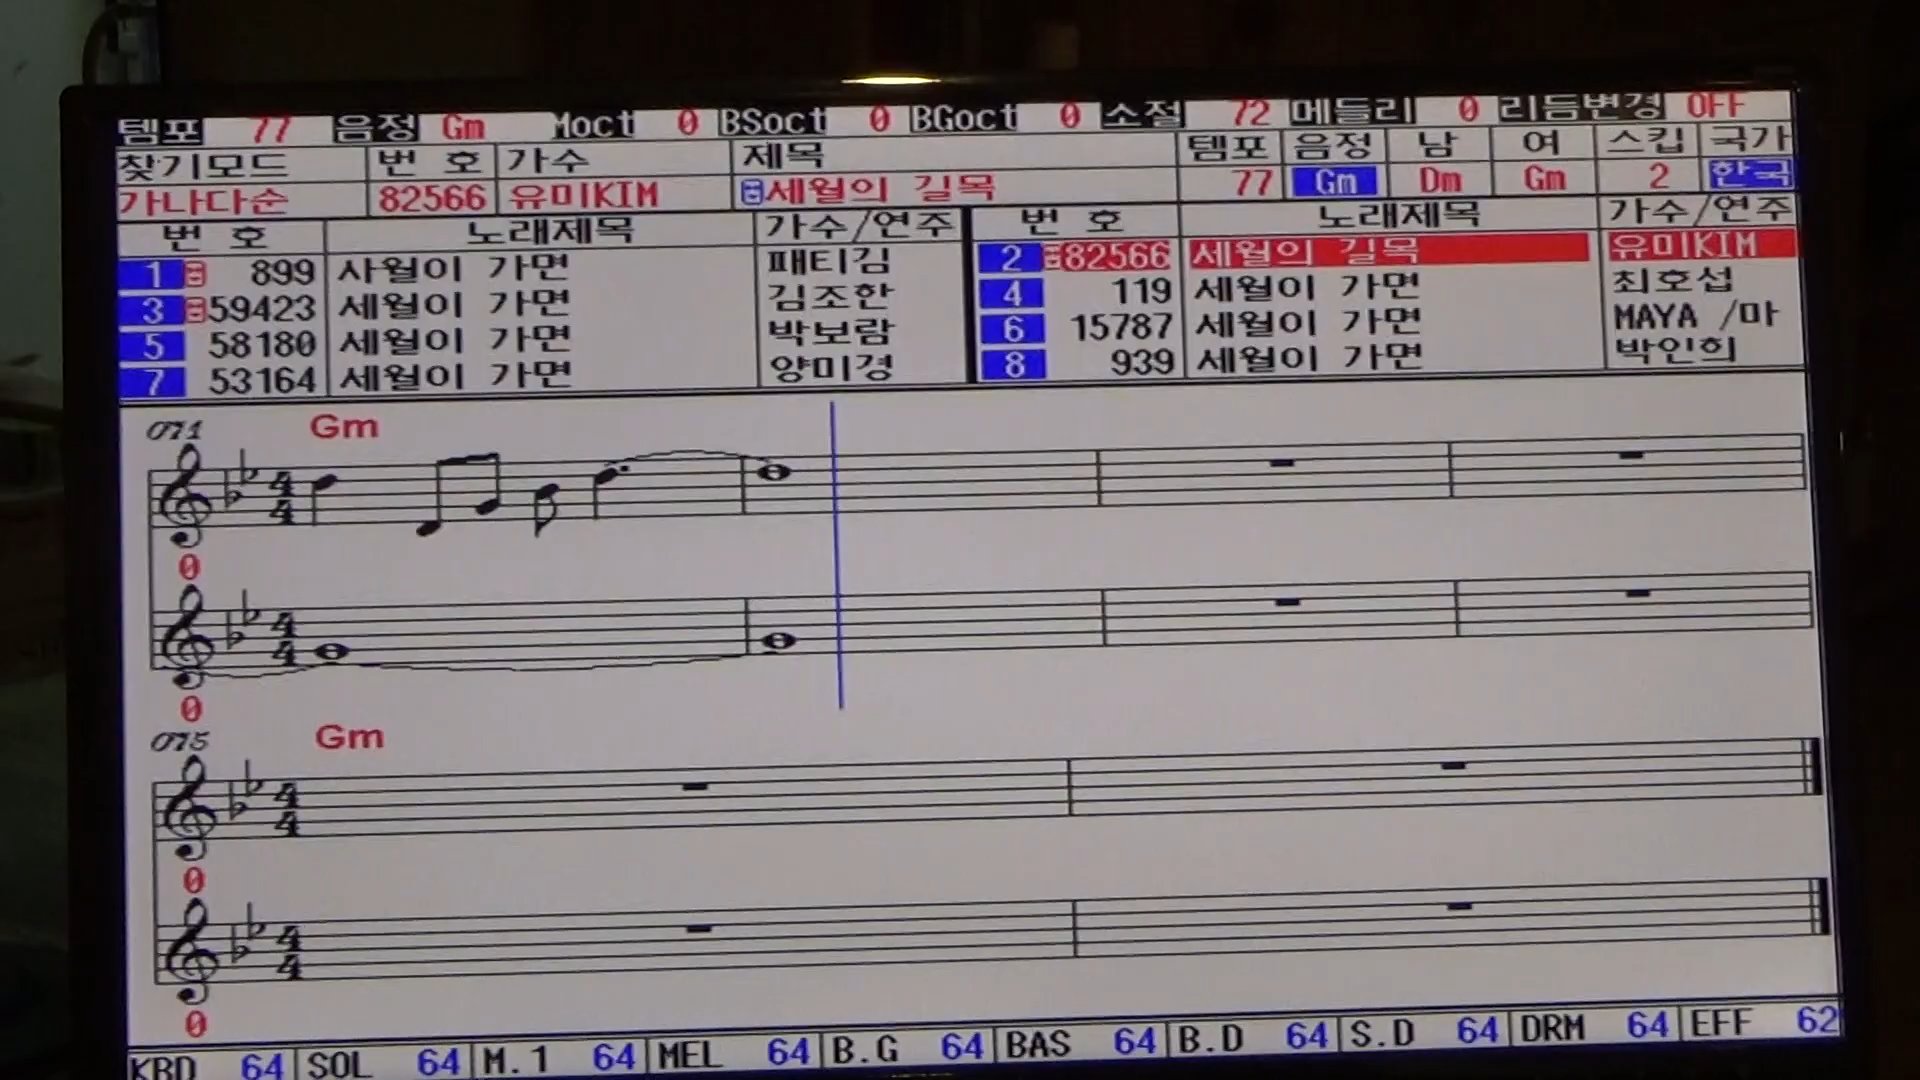 템포 77 음정 Gm Moct 0 BSoct 0 BGoct 0 소절 72 메들리 0 리듬변경 OFF
찾기모드 번 호 가수 제목 템포 음정 남 여 스킵 국가
가나다순 82566 유미KIM 세월의 길목 77 Gm Dm Gm 2 한국
번 호 노래제목 가수/연주 번 호 노래제목 가수/연주
1 899 사월이 가면 패티김 2 82566 세월의 길목 유미KIM
3 59423 세월이 가면 김조한 4 119 세월이 가면 최호섭
5 58180 세월이 가면 박보람 6 15787 세월이 가면 MAYA /마
7 53164 세월이 가면 양미경 8 939 세월이 가면 박인희
071 Gm
4 4
0
4 4
0
075 Gm
4 4
0
4 4
0
KBD 64 SOL 64 M.1 64 MEL 64 B.G 64 BAS 64 B.D 64 S.D 64 DRM 64 EFF 62